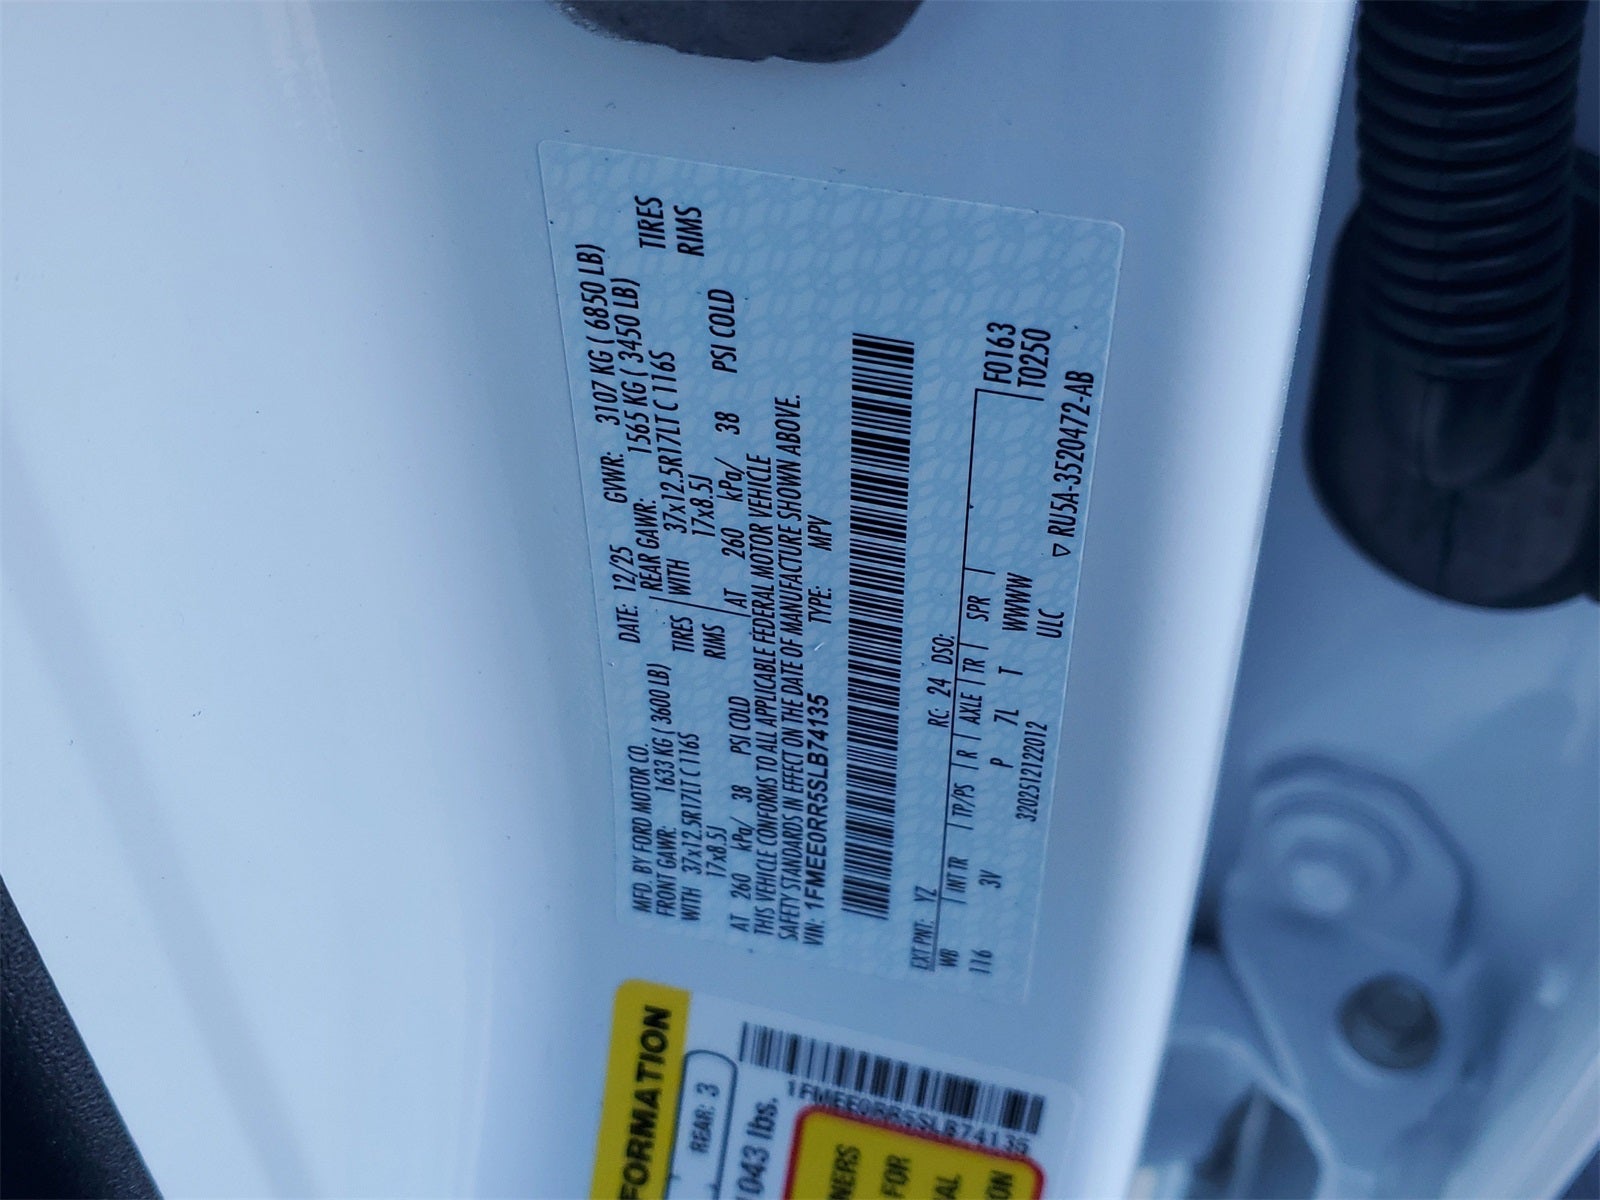 MFD. BY FORD MOTOR CO.
DATE: 12/25 GVWR: 3107 KG ( 6850 LB)
FRONT GAWR: 1633 KG ( 3600 LB) REAR GAWR: 1565 KG ( 3450 LB)
WITH 37x12.5R17LT C 116S TIRES WITH 37x12.5R17LT C 116S TIRES
17x8.5J RIMS 17x8.5J RIMS
AT 260 kPa/ 38 PSI COLD AT 260 kPa/ 38 PSI COLD
THIS VEHICLE CONFORMS TO ALL APPLICABLE FEDERAL MOTOR VEHICLE
SAFETY STANDARDS IN EFFECT ON THE DATE OF MANUFACTURE SHOWN ABOVE.
VIN: 1FMEE0RR5SLB74135 TYPE: MPV
EXT PNT: YZ RC: 24 DSO:
WB INT TR TP/PS R AXLE TR SPR F0163
116 3V P 7L T WWWW T0250
3202512122012 ULC ▽ RU5A-3520472-AB
FORMATION
REAR: 3
1043 lbs.
1FMEE0RR5SLB74135
NERS
FOR
AL
ON